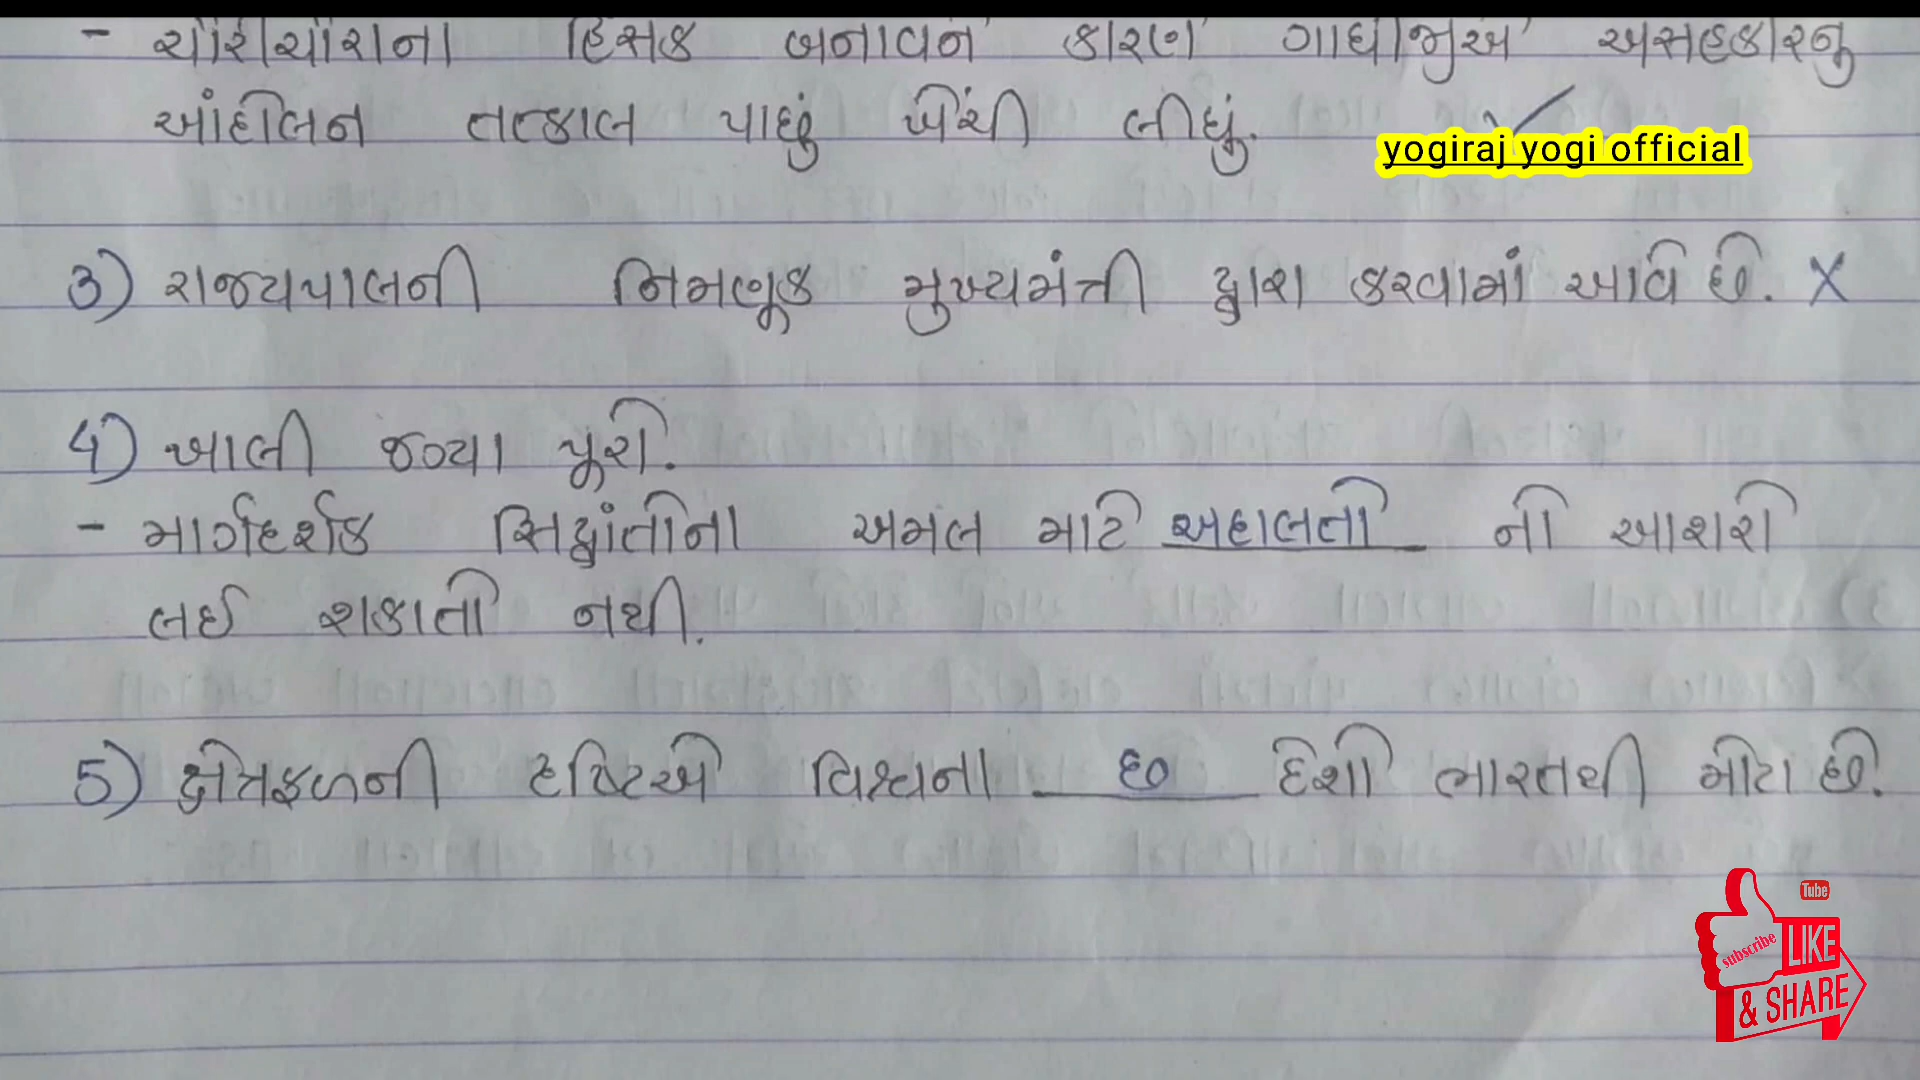 - ચૌરીચૌરાના હિંસક બનાવને કારણે ગાંધીજીએ અસહકારનું
આંદોલન તત્કાલ પાછું ખેંચી લીધું. ✓
yogiraj yogi official
3) રાજ્યપાલની નિમણૂક મુખ્યમંત્રી દ્વારા કરવામાં આવે છે. X
4) ખાલી જગ્યા પૂરો.
- માર્ગદર્શક સિદ્ધાંતોના અમલ માટે અદાલતો નો આશરો
લઈ શકાતો નથી.
5) ક્ષેત્રફળની દૃષ્ટિએ વિશ્વના દેશો ભારતથી મોટા છે.
Tube
subscribe LIKE
& SHARE